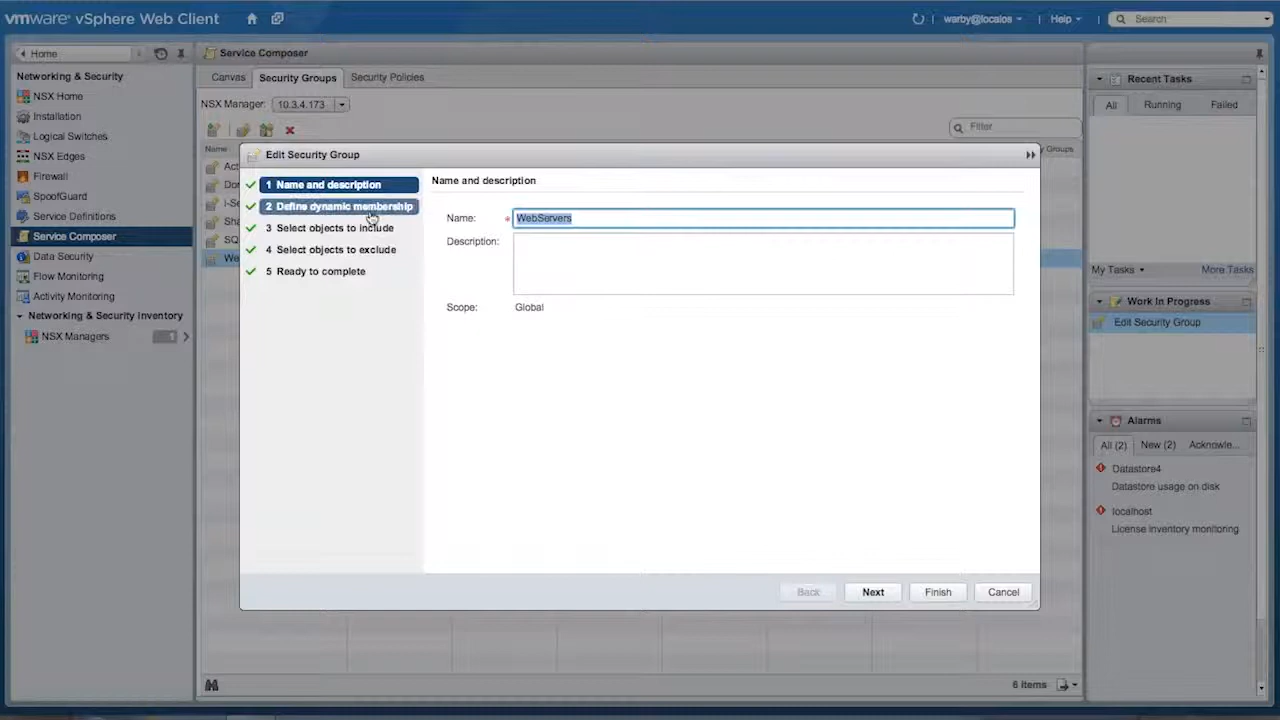 vmware® vSphere Web Client
warby@localos
Help
Search
Home
Networking & Security
NSX Home
Installation
Logical Switches
NSX Edges
Firewall
SpoofGuard
Service Definitions
Service Composer
Data Security
Flow Monitoring
Activity Monitoring
Networking & Security Inventory
NSX Managers
1
Service Composer
Canvas
Security Groups
Security Policies
NSX Manager:
10.3.4.173
Filter
Name
Groups
Edit Security Group
1 Name and description
2 Define dynamic membership
3 Select objects to include
4 Select objects to exclude
5 Ready to complete
Name and description
Name:
* WebServers
Description:
Scope:
Global
Back
Next
Finish
Cancel
6 Items
Recent Tasks
All
Running
Failed
My Tasks
More Tasks
Work In Progress
Edit Security Group
Alarms
All (2)
New (2)
Acknowle...
Datastore4
Datastore usage on disk
localhost
License inventory monitoring